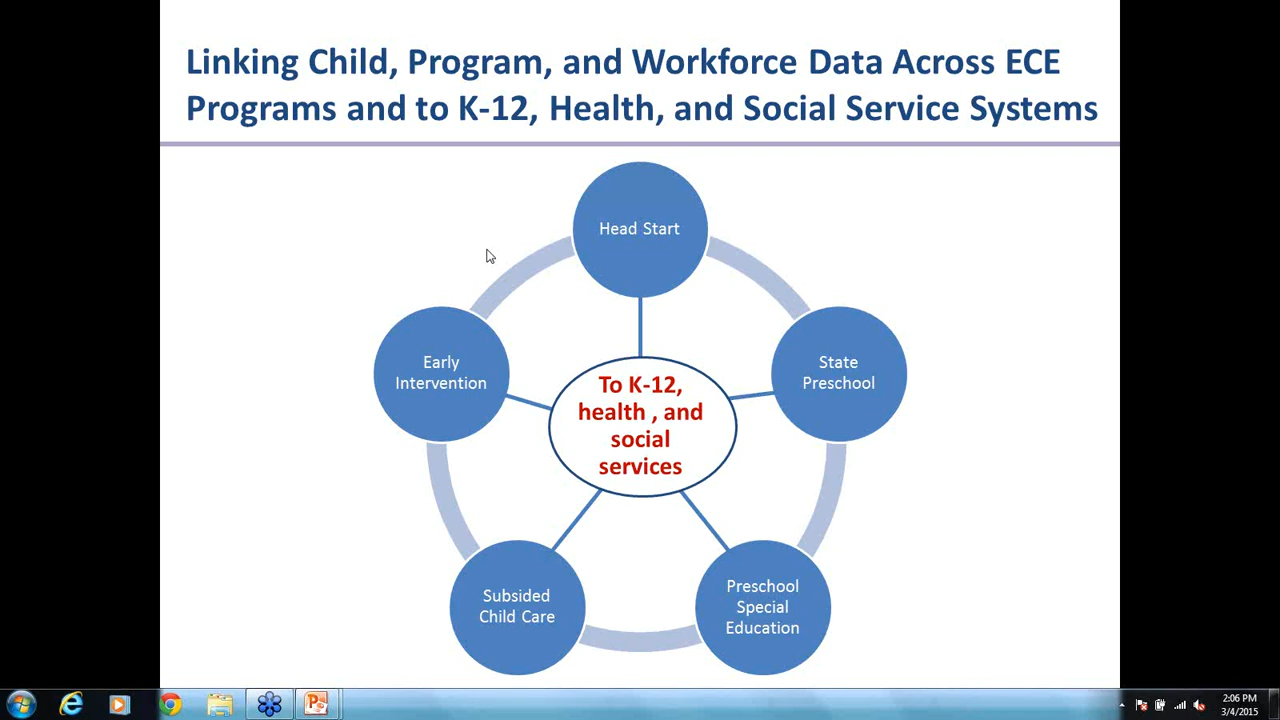 Linking Child, Program, and Workforce Data Across ECE
Programs and to K-12, Health, and Social Service Systems
Head Start
Early
Intervention
State
Preschool
To K-12,
health , and
social
services
Subsided
Child Care
Preschool
Special
Education
2:06 PM
3/4/2015